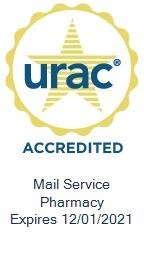 urac®
ACCREDITED
Mail Service
Pharmacy
Expires 12/01/2021